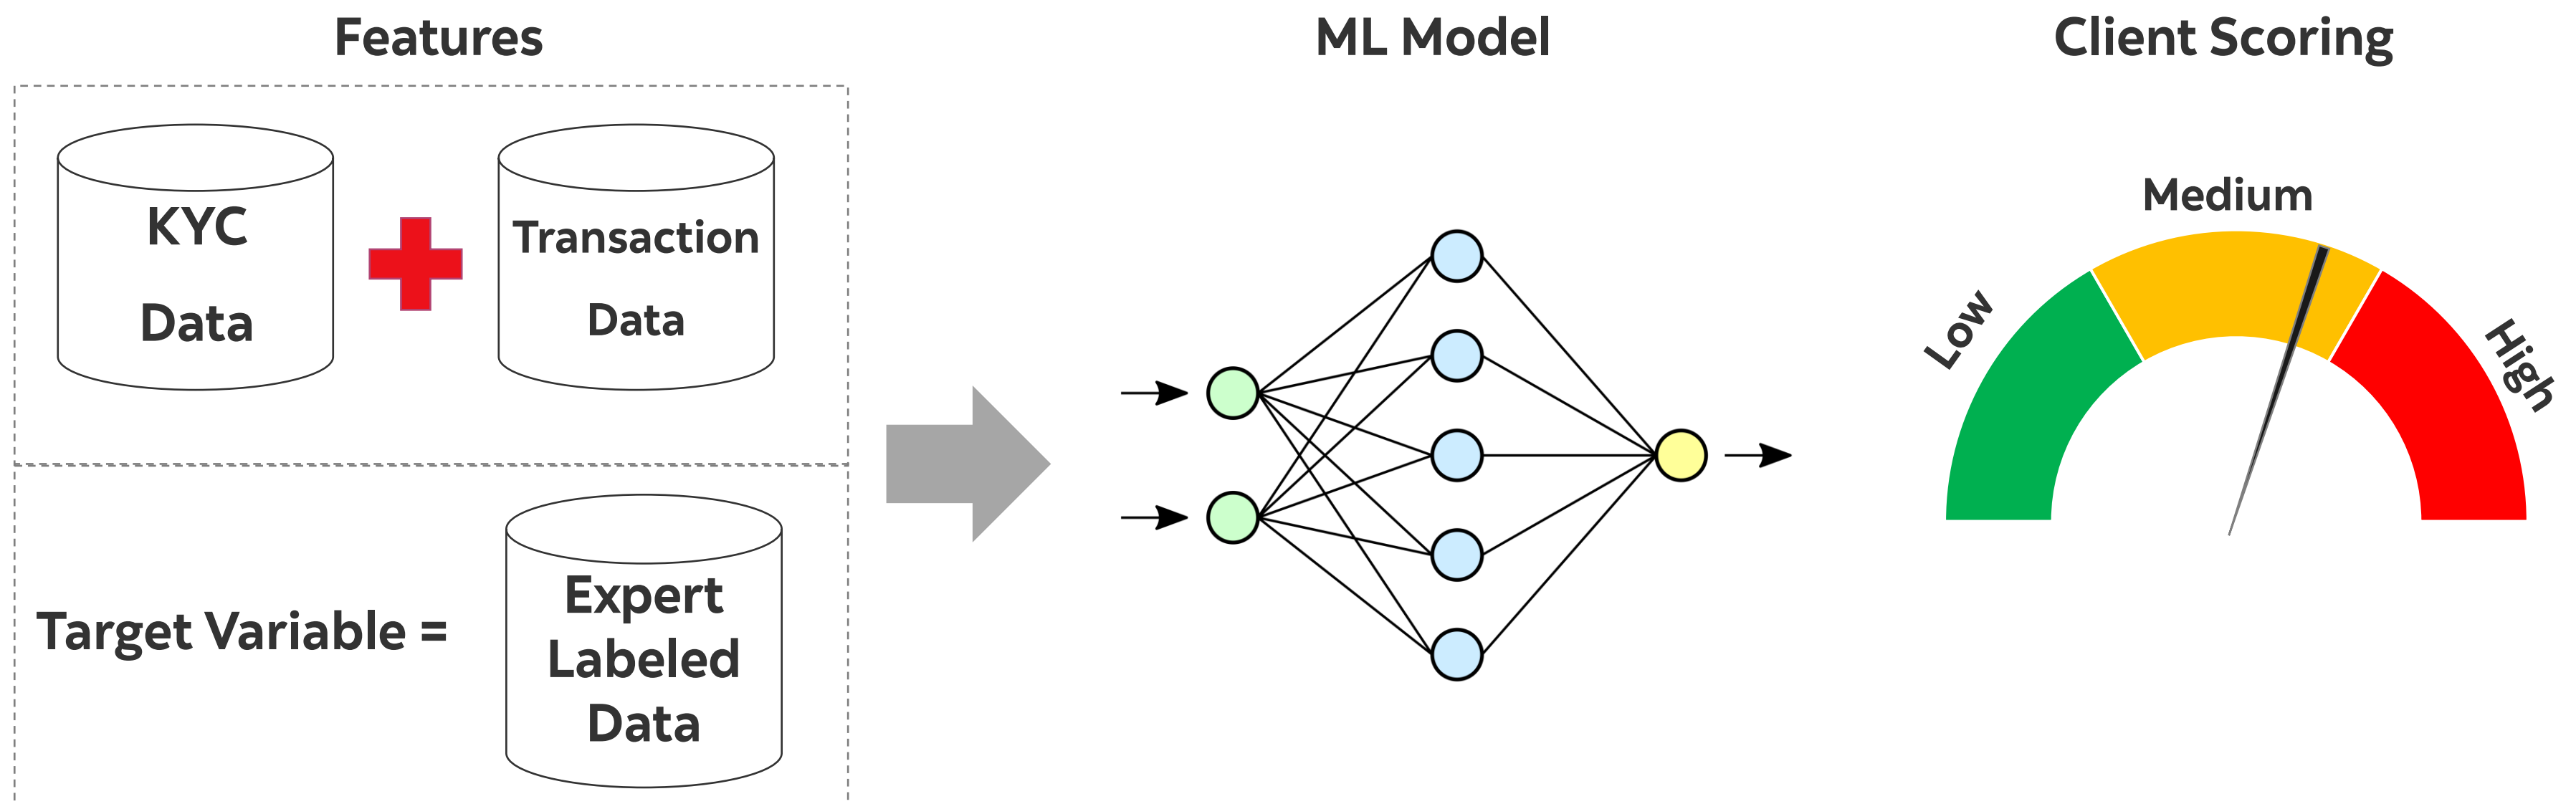 Features
KYC
Data
Transaction
Data
Target Variable =
Expert
Labeled
Data
ML Model
Client Scoring
Low
Medium
High